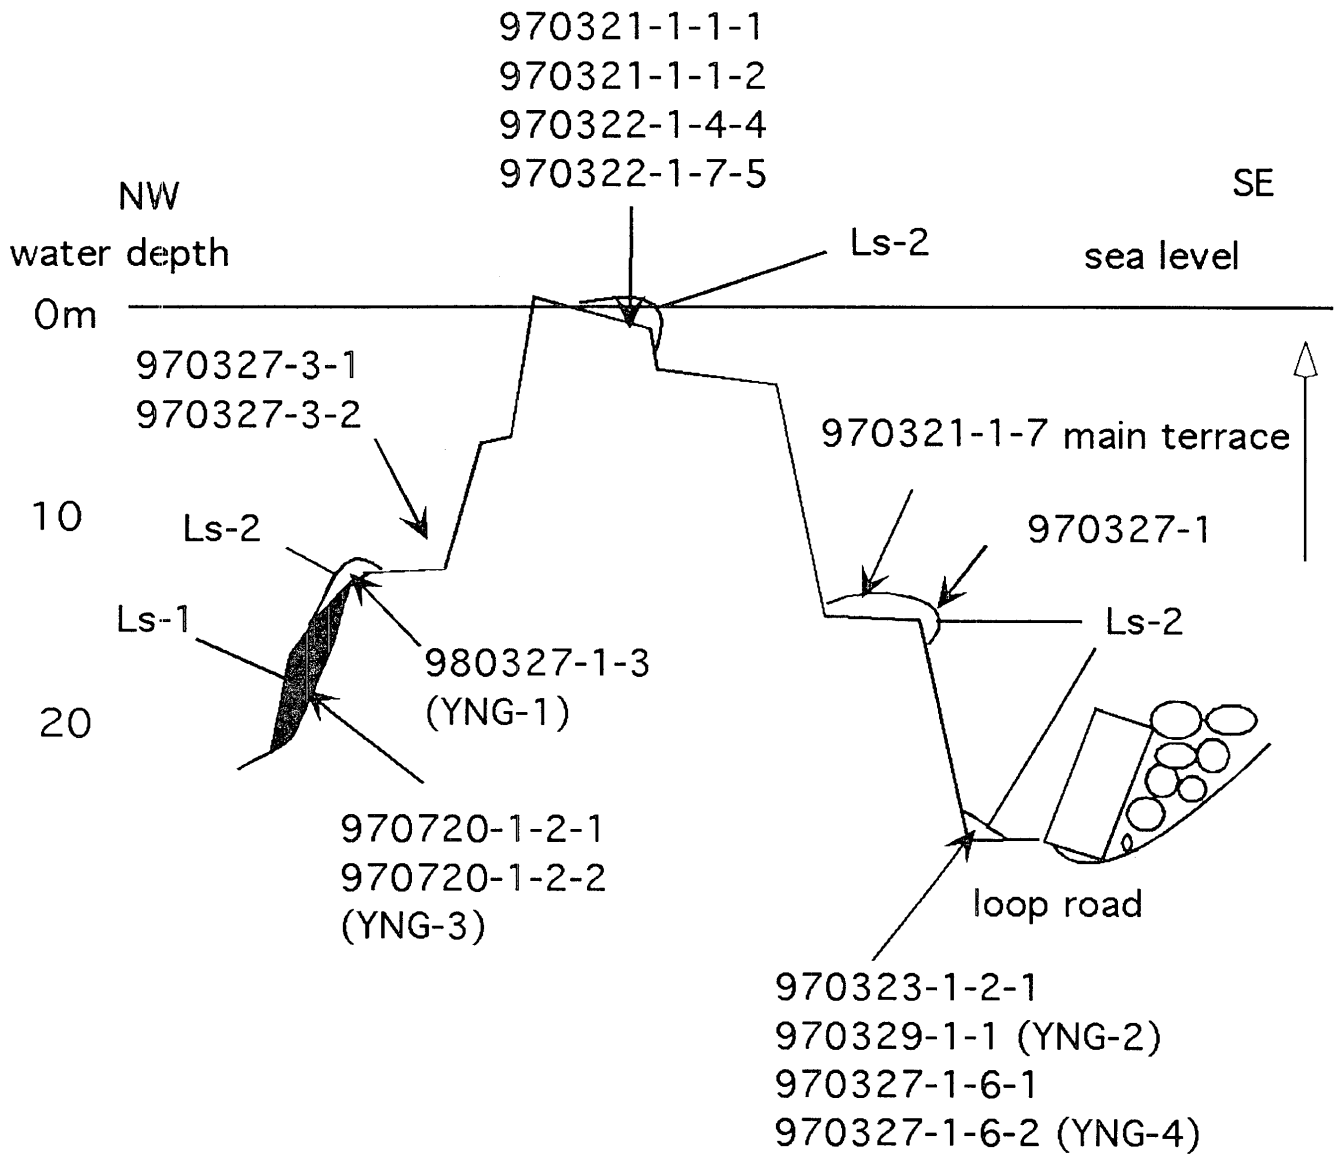 970321-1-1-1
970321-1-1-2
970322-1-4-4
970322-1-7-5
NW
SE
water depth
Ls-2
sea level
0m
970327-3-1
970327-3-2
970321-1-7 main terrace
10
Ls-2
970327-1
Ls-1
Ls-2
980327-1-3
(YNG-1)
20
970720-1-2-1
970720-1-2-2
(YNG-3)
loop road
970323-1-2-1
970329-1-1 (YNG-2)
970327-1-6-1
970327-1-6-2 (YNG-4)